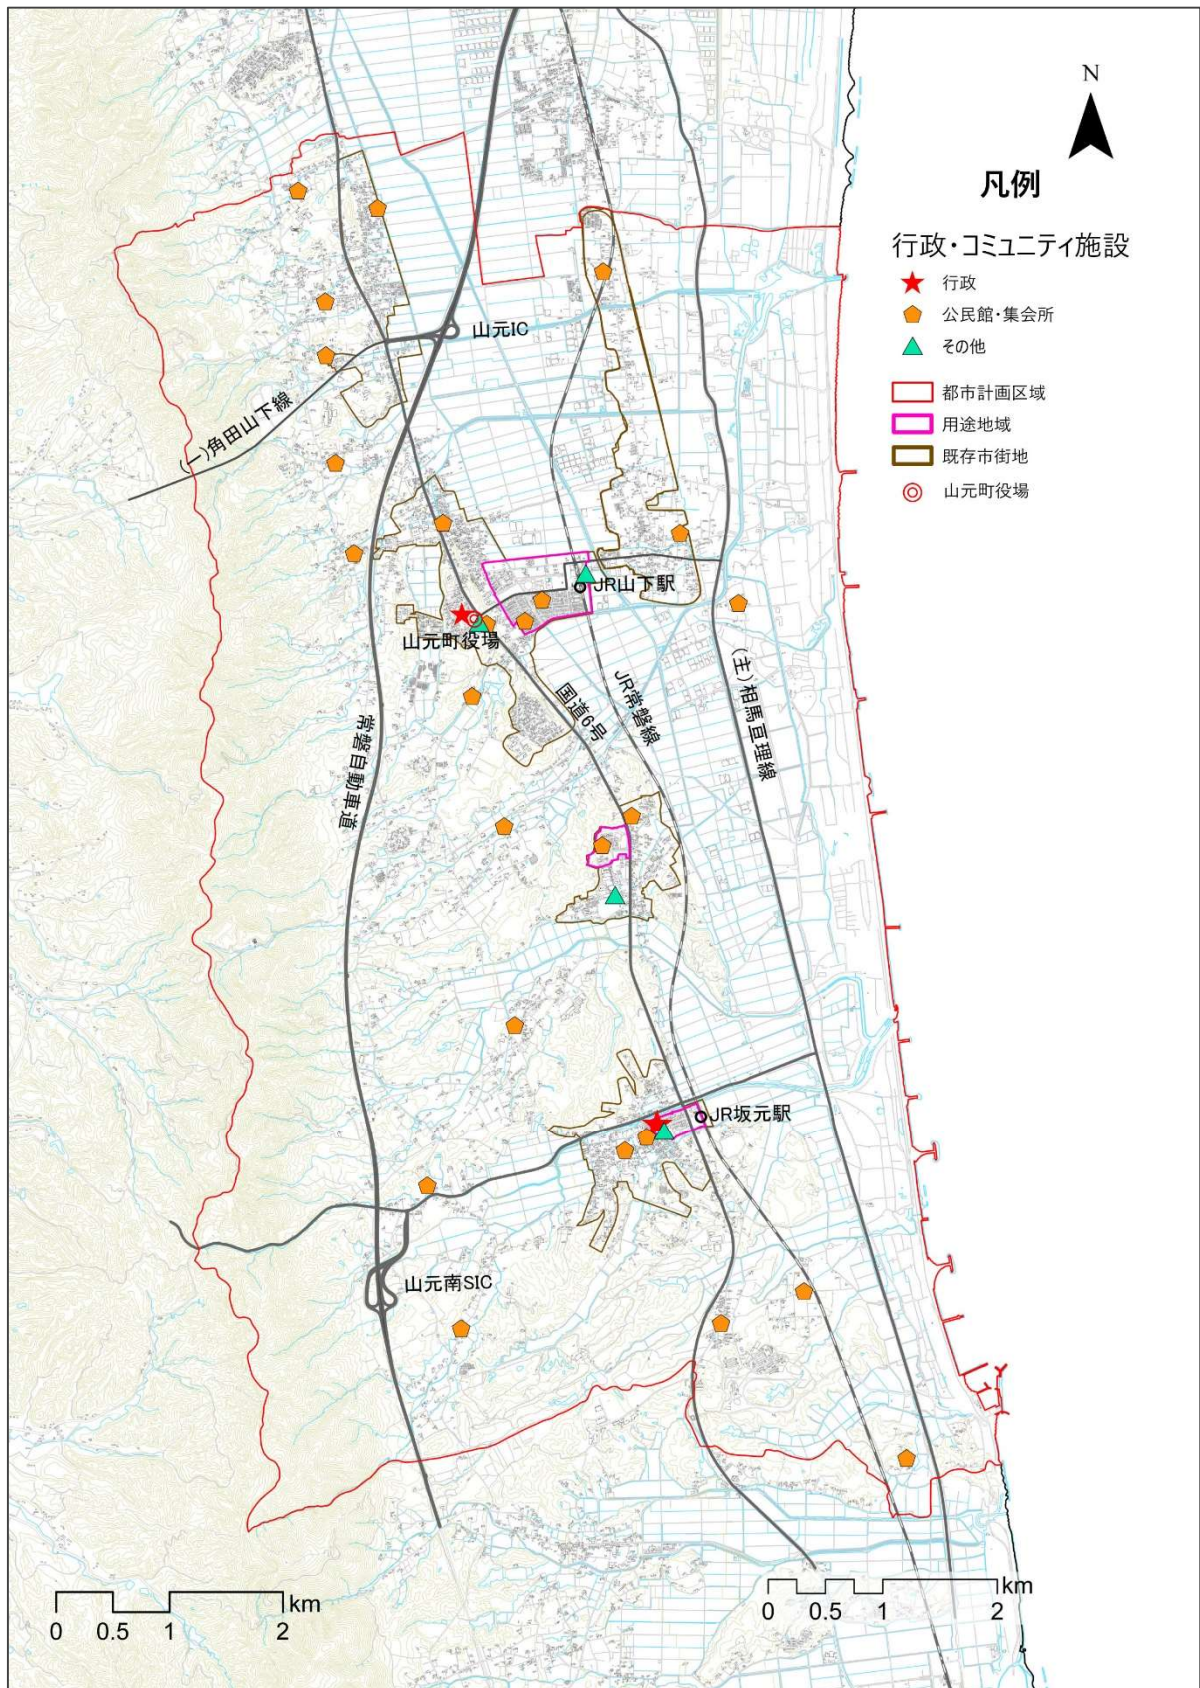 N
凡例
行政・コミュニティ施設
行政
公民館・集会所
その他
都市計画区域
用途地域
既存市街地
山元町役場
山元IC
(一)角田山下線
JR山下駅
山元町役場
国道6号
JR常磐線
(主)相馬亘理線
常磐自動車道
JR坂元駅
山元南SIC
km
0 0.5 1 2
km
0 0.5 1 2